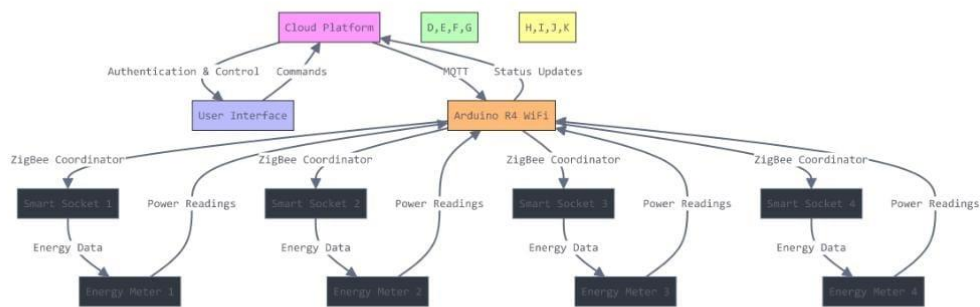 Cloud Platform
D,E,F,G
H,I,J,K
Authentication & Control
Commands
MQTT
Status Updates
User Interface
Arduino R4 WiFi
ZigBee Coordinator
ZigBee Coordinator
ZigBee Coordinator
ZigBee Coordinator
Smart Socket 1
Power Readings
Smart Socket 2
Power Readings
Smart Socket 3
Power Readings
Smart Socket 4
Power Readings
Energy Data
Energy Data
Energy Data
Energy Data
Energy Meter 1
Energy Meter 2
Energy Meter 3
Energy Meter 4